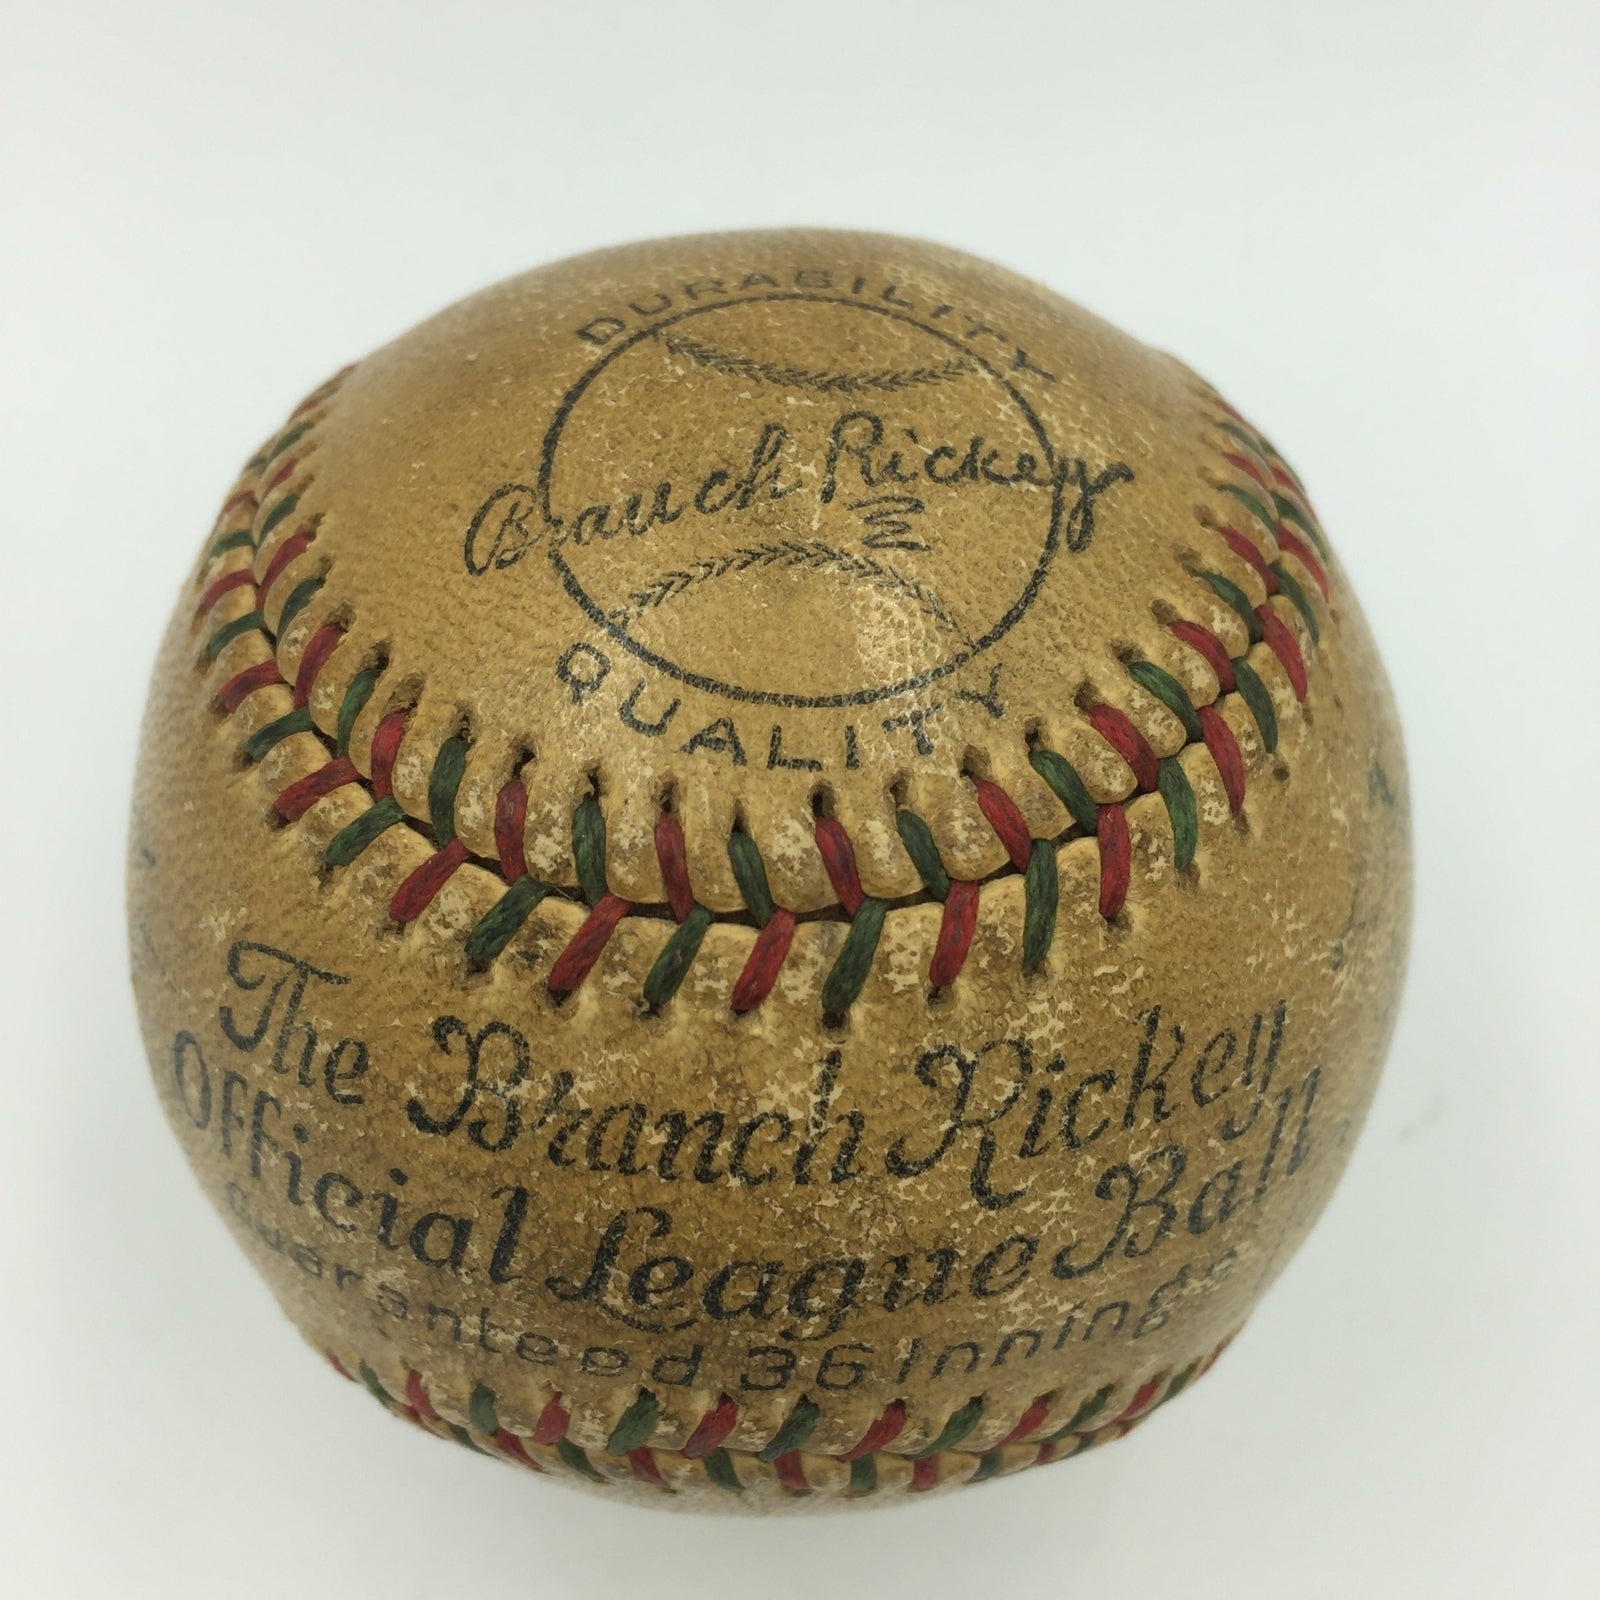 DURABILITY
Branch Rickey
QUALITY
The Branch Rickey
Official League Ball
Guaranteed 36 Innings